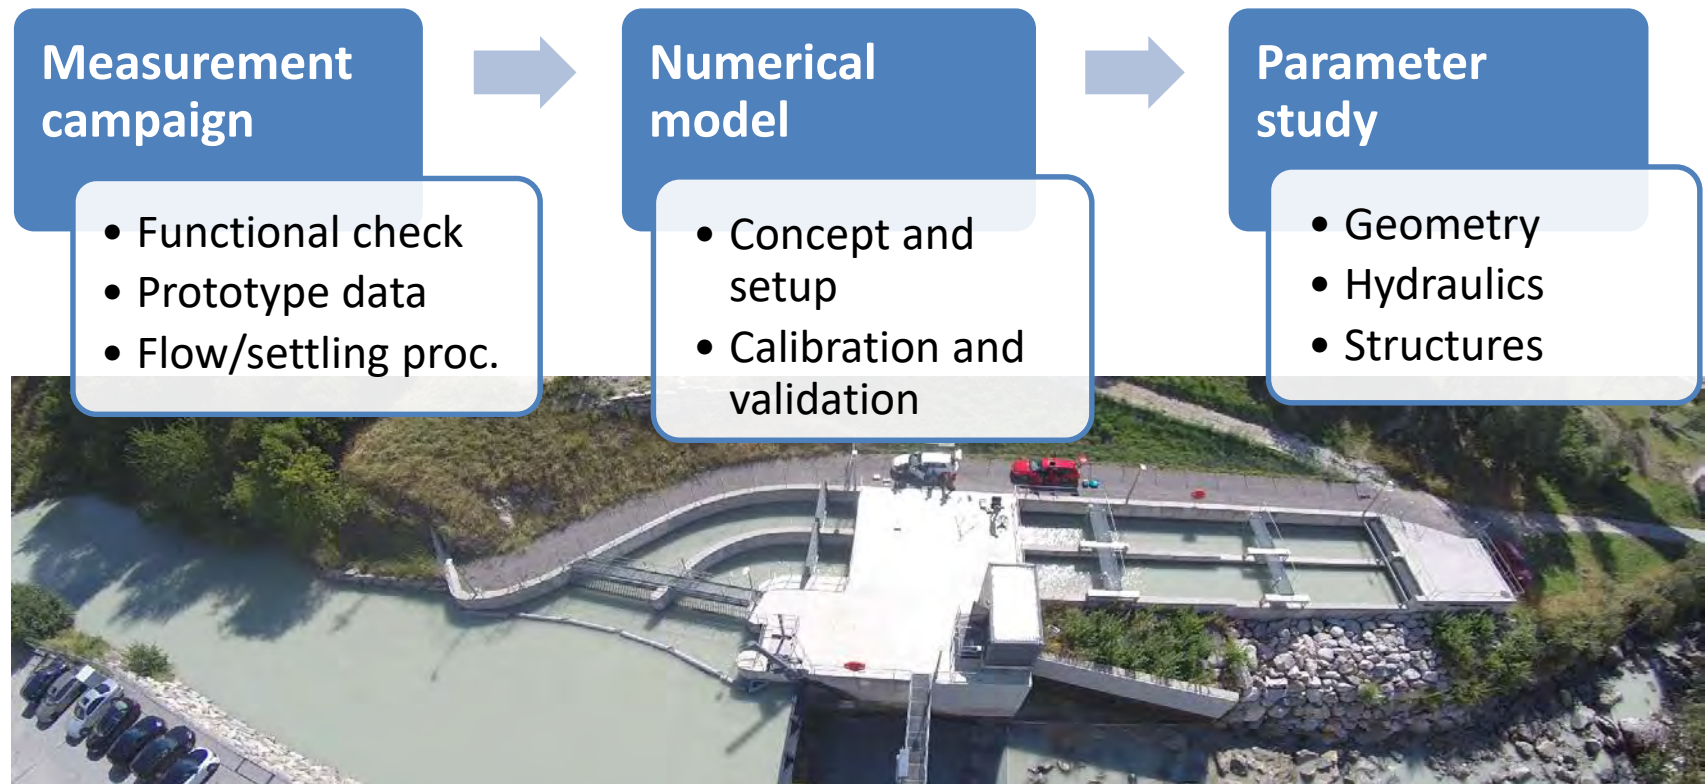 Measurement
campaign
• Functional check
• Prototype data
• Flow/settling proc.
Numerical
model
• Concept and
setup
• Calibration and
validation
Parameter
study
• Geometry
• Hydraulics
• Structures